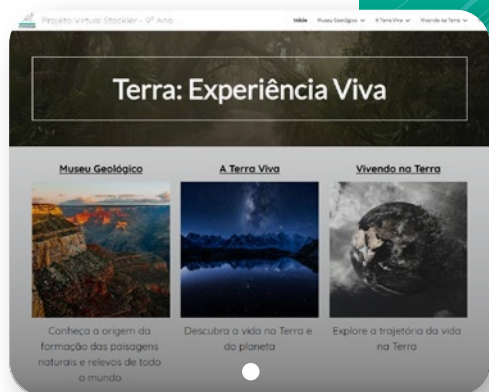 Projeto Virtual Stockler - 9º Ano
Início Museu Geológico A Terra Viva Vivendo na Terra
Terra: Experiência Viva
Museu Geológico
A Terra Viva
Vivendo na Terra
Conheça a origem da
formação das paisagens
naturais e relevos de todo
o mundo
Descubra a vida na Terra e
do planeta
Explore a trajetória da vida
na Terra